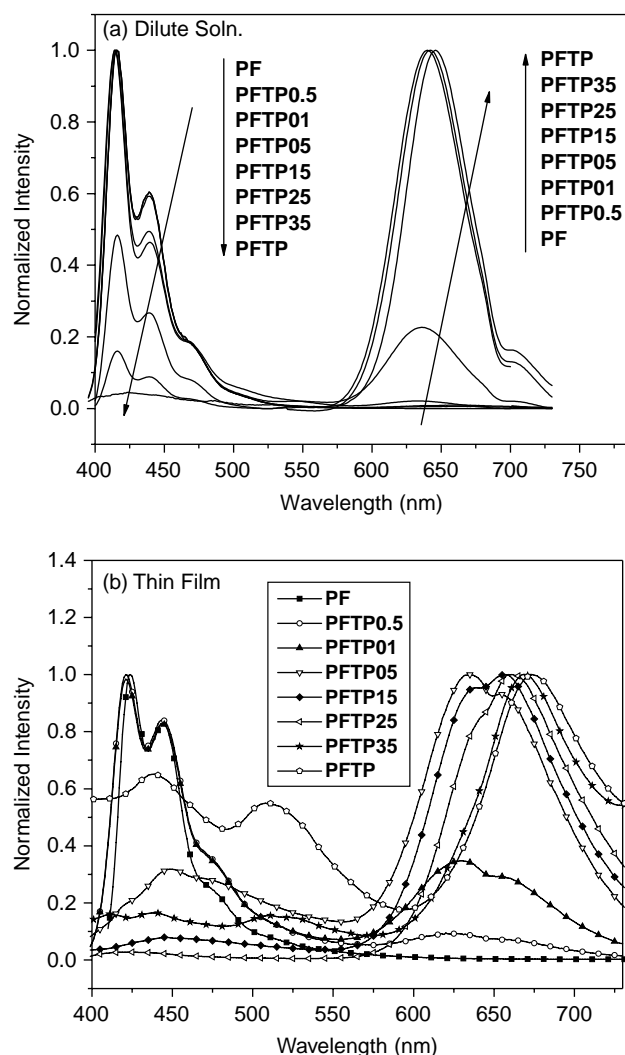 (a) Dilute Soln.
PF
PFTP0.5
PFTP01
PFTP05
PFTP15
PFTP25
PFTP35
PFTP
PFTP
PFTP35
PFTP25
PFTP15
PFTP05
PFTP01
PFTP0.5
PF
Normalized Intensity
1.0
0.8
0.6
0.4
0.2
0.0
400 450 500 550 600 650 700 750
Wavelength (nm)
(b) Thin Film
PF
PFTP0.5
PFTP01
PFTP05
PFTP15
PFTP25
PFTP35
PFTP
Normalized Intensity
1.4
1.2
1.0
0.8
0.6
0.4
0.2
0.0
400 450 500 550 600 650 700
Wavelength (nm)